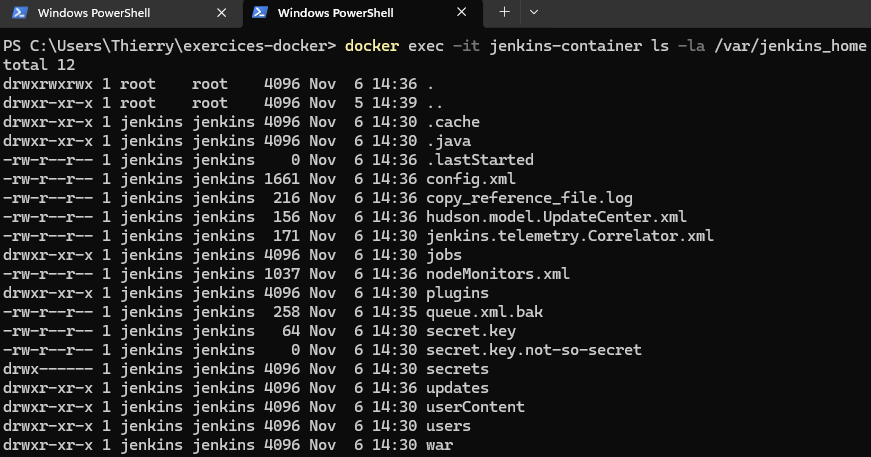 Windows PowerShell
Windows PowerShell
PS C:\Users\Thierry\exercices-docker> docker exec -it jenkins-container ls -la /var/jenkins_home
total 12
drwxrwxrwx 1 root    root    4096 Nov  6 14:36 .
drwxr-xr-x 1 root    root    4096 Nov  5 14:39 ..
drwxr-xr-x 1 jenkins jenkins 4096 Nov  6 14:30 .cache
drwxr-xr-x 1 jenkins jenkins 4096 Nov  6 14:30 .java
-rw-r--r-- 1 jenkins jenkins    0 Nov  6 14:36 .lastStarted
-rw-r--r-- 1 jenkins jenkins 1661 Nov  6 14:36 config.xml
-rw-r--r-- 1 jenkins jenkins  216 Nov  6 14:36 copy_reference_file.log
-rw-r--r-- 1 jenkins jenkins  156 Nov  6 14:36 hudson.model.UpdateCenter.xml
-rw-r--r-- 1 jenkins jenkins  171 Nov  6 14:30 jenkins.telemetry.Correlator.xml
drwxr-xr-x 1 jenkins jenkins 4096 Nov  6 14:30 jobs
-rw-r--r-- 1 jenkins jenkins 1037 Nov  6 14:36 nodeMonitors.xml
drwxr-xr-x 1 jenkins jenkins 4096 Nov  6 14:30 plugins
-rw-r--r-- 1 jenkins jenkins  258 Nov  6 14:35 queue.xml.bak
-rw-r--r-- 1 jenkins jenkins   64 Nov  6 14:30 secret.key
-rw-r--r-- 1 jenkins jenkins    0 Nov  6 14:30 secret.key.not-so-secret
drwx------ 1 jenkins jenkins 4096 Nov  6 14:30 secrets
drwxr-xr-x 1 jenkins jenkins 4096 Nov  6 14:36 updates
drwxr-xr-x 1 jenkins jenkins 4096 Nov  6 14:30 userContent
drwxr-xr-x 1 jenkins jenkins 4096 Nov  6 14:30 users
drwxr-xr-x 1 jenkins jenkins 4096 Nov  6 14:30 war